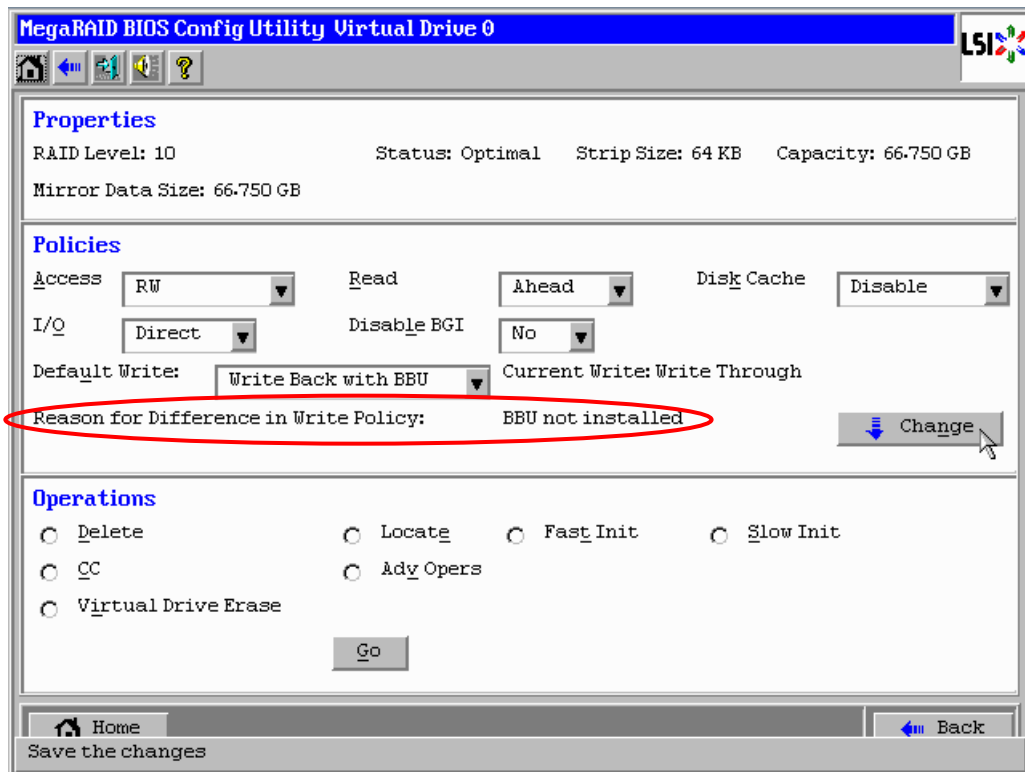 MegaRAID BIOS Config Utility Virtual Drive 0
LSI
Properties
RAID Level: 10 Status: Optimal Strip Size: 64 KB Capacity: 66.750 GB
Mirror Data Size: 66.750 GB
Policies
Access RW Read Ahead Disk Cache Disable
I/O Direct Disable BGI No
Default Write: Write Back with BBU Current Write: Write Through
Reason for Difference in Write Policy: BBU not installed
Change
Operations
Delete Locate Fast Init Slow Init
CC Adv Opers
Virtual Drive Erase
Go
Home Back
Save the changes